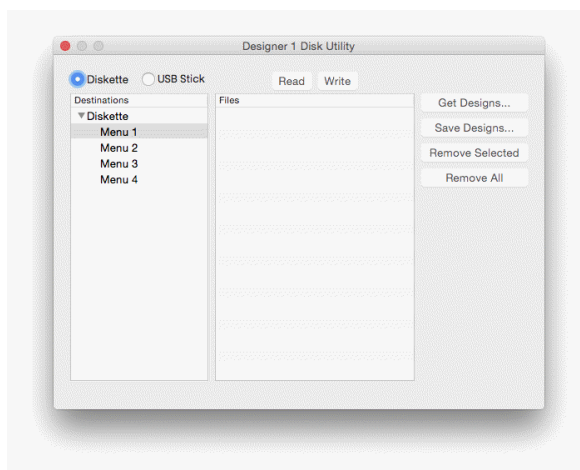 Designer 1 Disk Utility
Diskette USB Stick Read Write
Destinations Files
Diskette
Menu 1
Menu 2
Menu 3
Menu 4
Get Designs...
Save Designs...
Remove Selected
Remove All